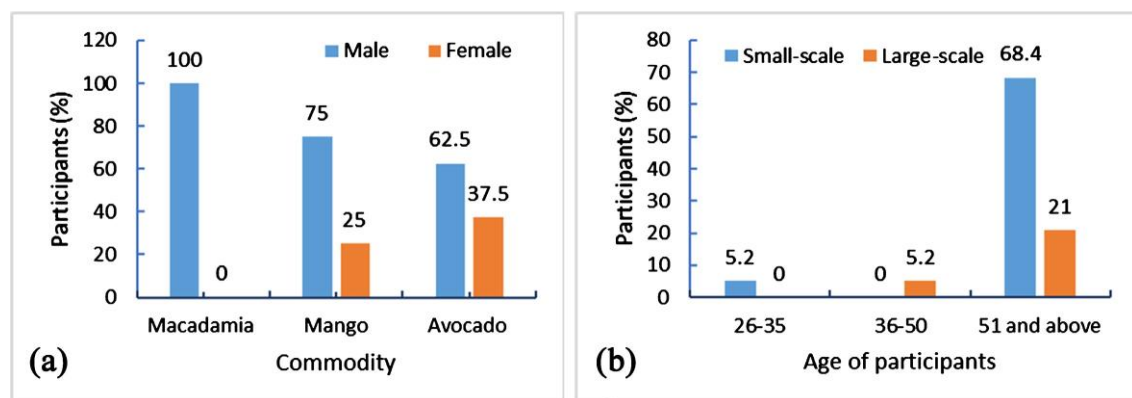 120
100
80
60
40
20
0
Participants (%)
Male Female
100
0
75
25
62.5
37.5
Macadamia Mango Avocado
Commodity
(a)
80
70
60
50
40
30
20
10
0
Participants (%)
Small-scale Large-scale
5.2
0
0
5.2
68.4
21
26-35 36-50 51 and above
Age of participants
(b)